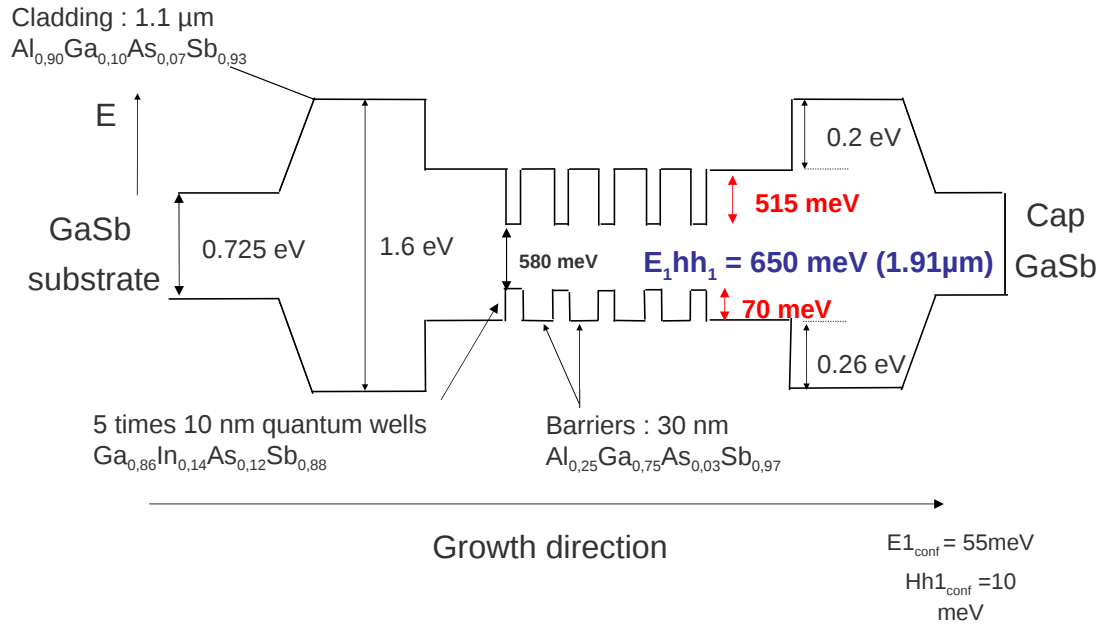 Cladding : 1.1 µm
Al0,90Ga0,10As0,07Sb0,93
E
0.2 eV
515 meV
GaSb
substrate
0.725 eV
1.6 eV
580 meV
E1hh1 = 650 meV (1.91µm)
Cap
GaSb
70 meV
0.26 eV
5 times 10 nm quantum wells
Ga0,86In0,14As0,12Sb0,88
Barriers : 30 nm
Al0,25Ga0,75As0,03Sb0,97
Growth direction
E1conf = 55meV
Hh1conf =10
meV